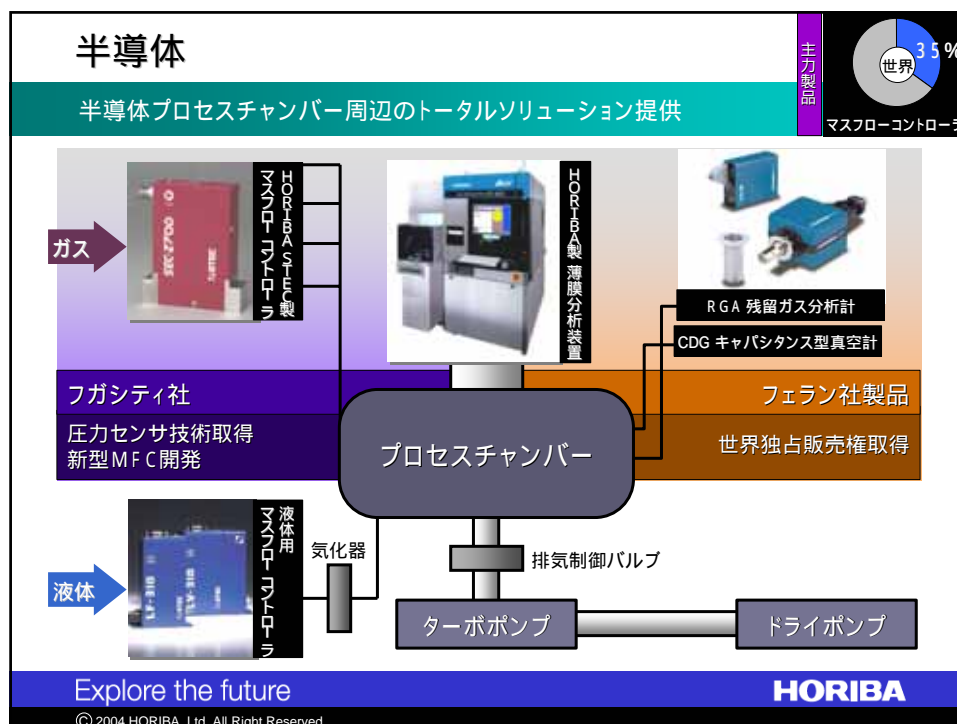 半導体
半導体プロセスチャンバー周辺のトータルソリューション提供
主力製品
35%
世界
マスフローコントローラ
ガス
SEC-Z700
STEC
HORIBA STEC製
マスフロー コントローラ
HORIBA製 薄膜分析装置
RGA 残留ガス分析計
CDG キャパシタンス型真空計
フガシティ社
フェラン社製品
圧力センサ技術取得
新型MFC開発
世界独占販売権取得
プロセスチャンバー
液体
液体用
マスフロー コントローラ
気化器
排気制御バルブ
ターボポンプ
ドライポンプ
Explore the future
HORIBA
© 2004 HORIBA, Ltd. All Right Reserved